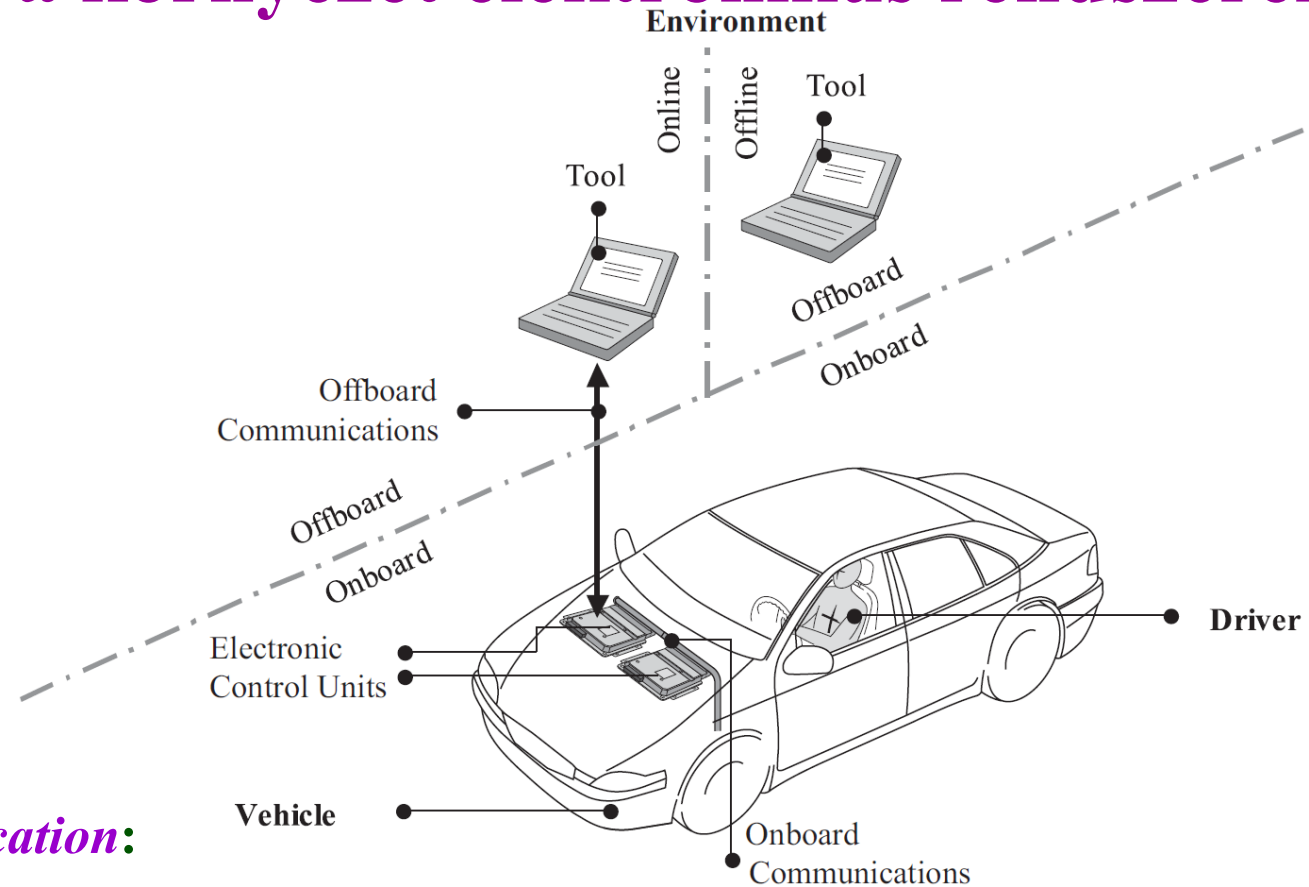 Environment
Online
Offline
Tool
Tool
Offboard
Onboard
Offboard
Communications
Offboard
Onboard
Electronic
Control Units
Driver
Vehicle
cation:
Onboard
Communications